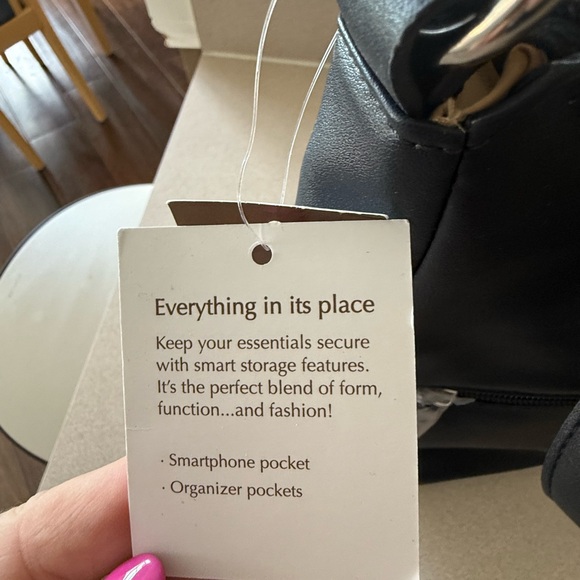 Everything in its place
Keep your essentials secure
with smart storage features.
It's the perfect blend of form,
function...and fashion!
· Smartphone pocket
· Organizer pockets